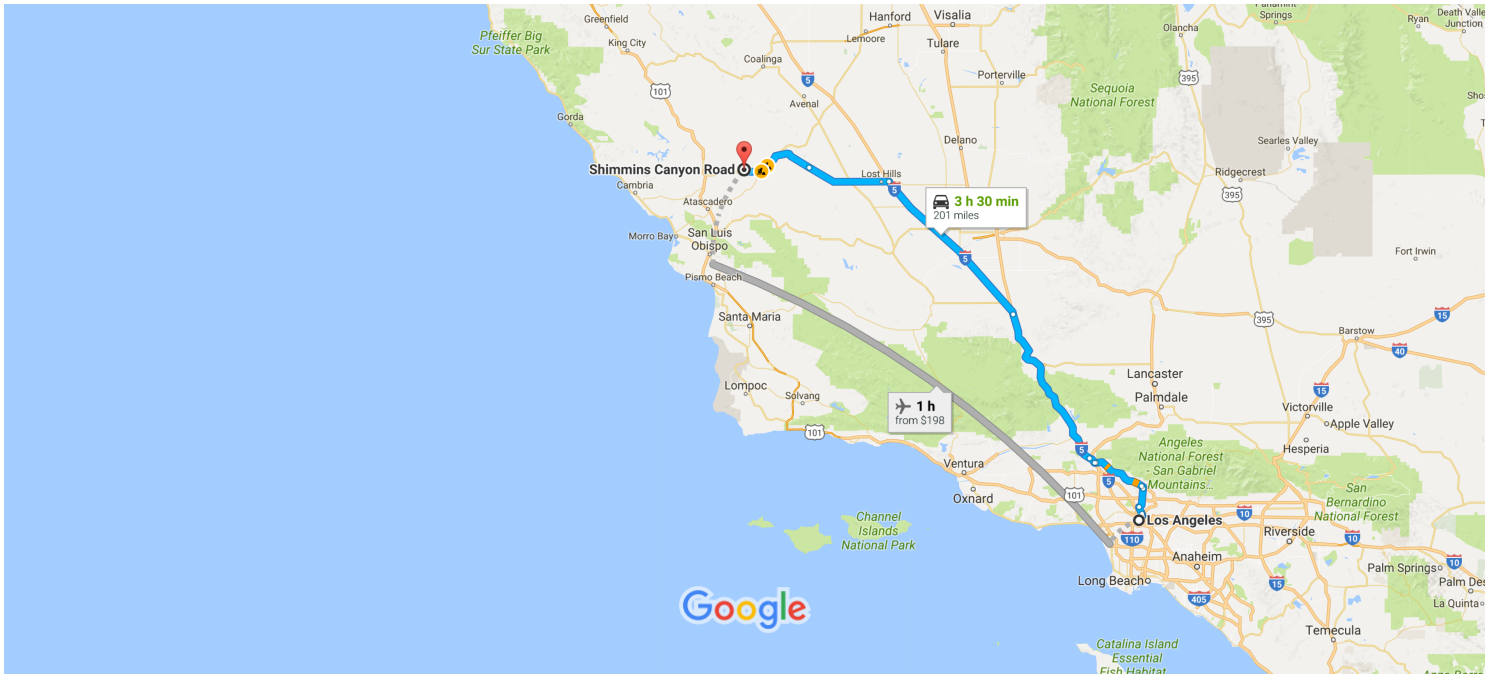 Greenfield
Hanford
Visalia
Springs
Death Valley
Junction
Ryan
Pfeiffer Big
Sur State Park
King City
Lemoore
Tulare
Olancha
Coalinga
5
Porterville
395
101
Avenal
Sequoia
National Forest
Gorda
Delano
Searles Valley
Shimmins Canyon Road
Lost Hills
5
Ridgecrest
Cambria
395
Atascadero
3 h 30 min
201 miles
Morro Bay
San Luis
Obispo
5
Fort Irwin
Pismo Beach
Santa Maria
395
15
Barstow
40
Lancaster
Lompoc
Solvang
Palmdale
15
1 h
from $198
Victorville
Apple Valley
101
Hesperia
5
Angeles
National Forest
- San Gabriel
Mountains...
Ventura
5
Oxnard
101
San
Bernardino
National Forest
Channel
Islands
National Park
Los Angeles
10
110
Riverside
10
Anaheim
10
Palm Springs
Long Beach
15
Palm Des
405
La Quinta
Google
Temecula
Catalina Island
Essential
Fish Habitat